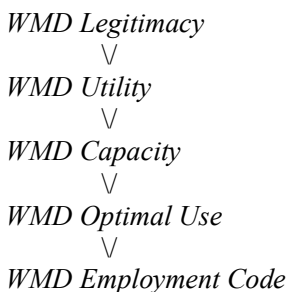 WMD Legitimacy
\/
WMD Utility
\/
WMD Capacity
\/
WMD Optimal Use
\/
WMD Employment Code